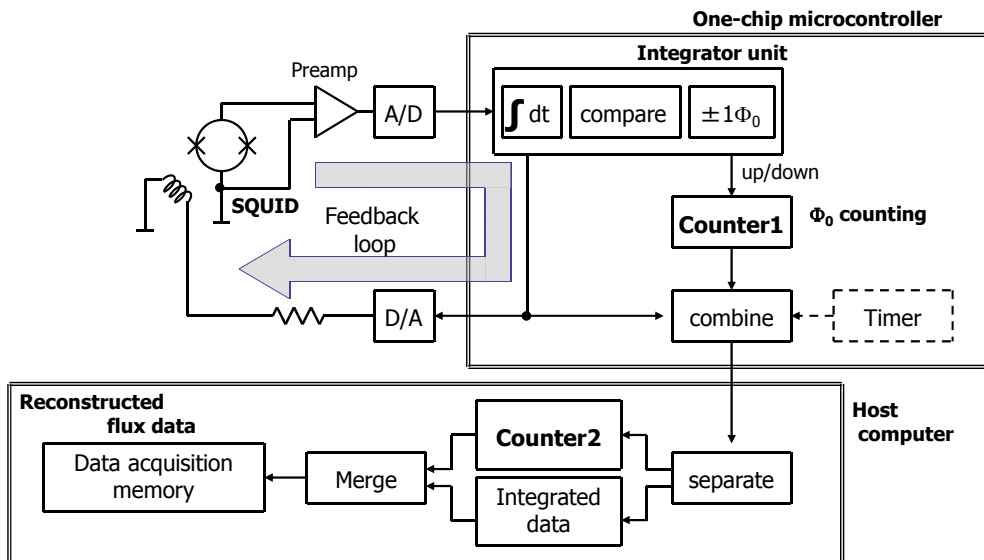 One-chip microcontroller
Integrator unit
Preamp
A/D
∫ dt
compare
±1Φ₀
up/down
SQUID
Counter1
Φ₀ counting
Feedback
loop
D/A
combine
Timer
Reconstructed
flux data
Host
computer
Counter2
Data acquisition
memory
Merge
separate
Integrated
data